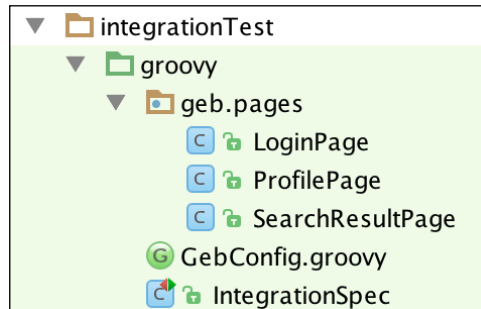 integrationTest
groovy
geb.pages
C LoginPage
C ProfilePage
C SearchResultPage
G GebConfig.groovy
C IntegrationSpec